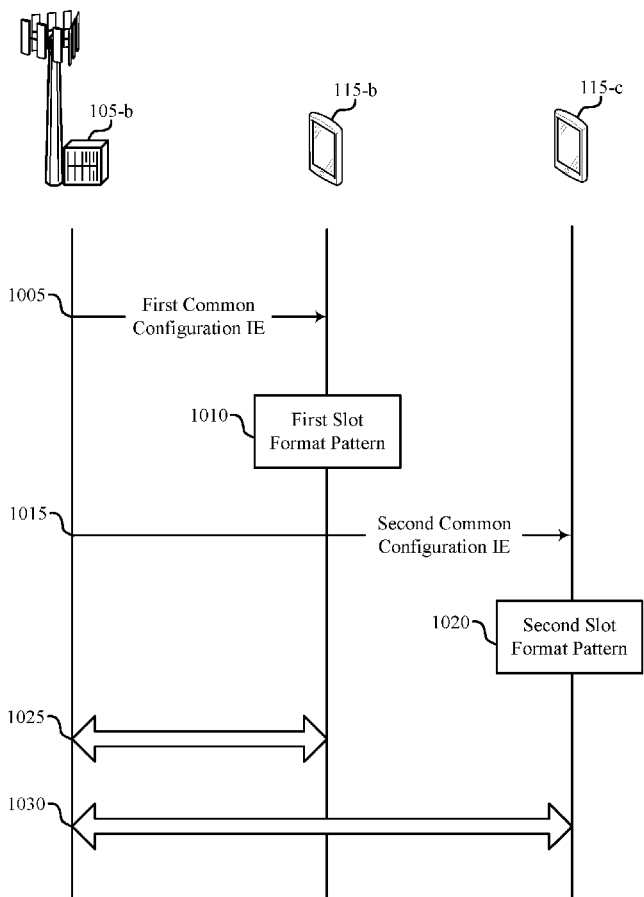 105-b
115-b
115-c
1005
First Common
Configuration IE
1010
First Slot
Format Pattern
1015
Second Common
Configuration IE
1020
Second Slot
Format Pattern
1025
1030